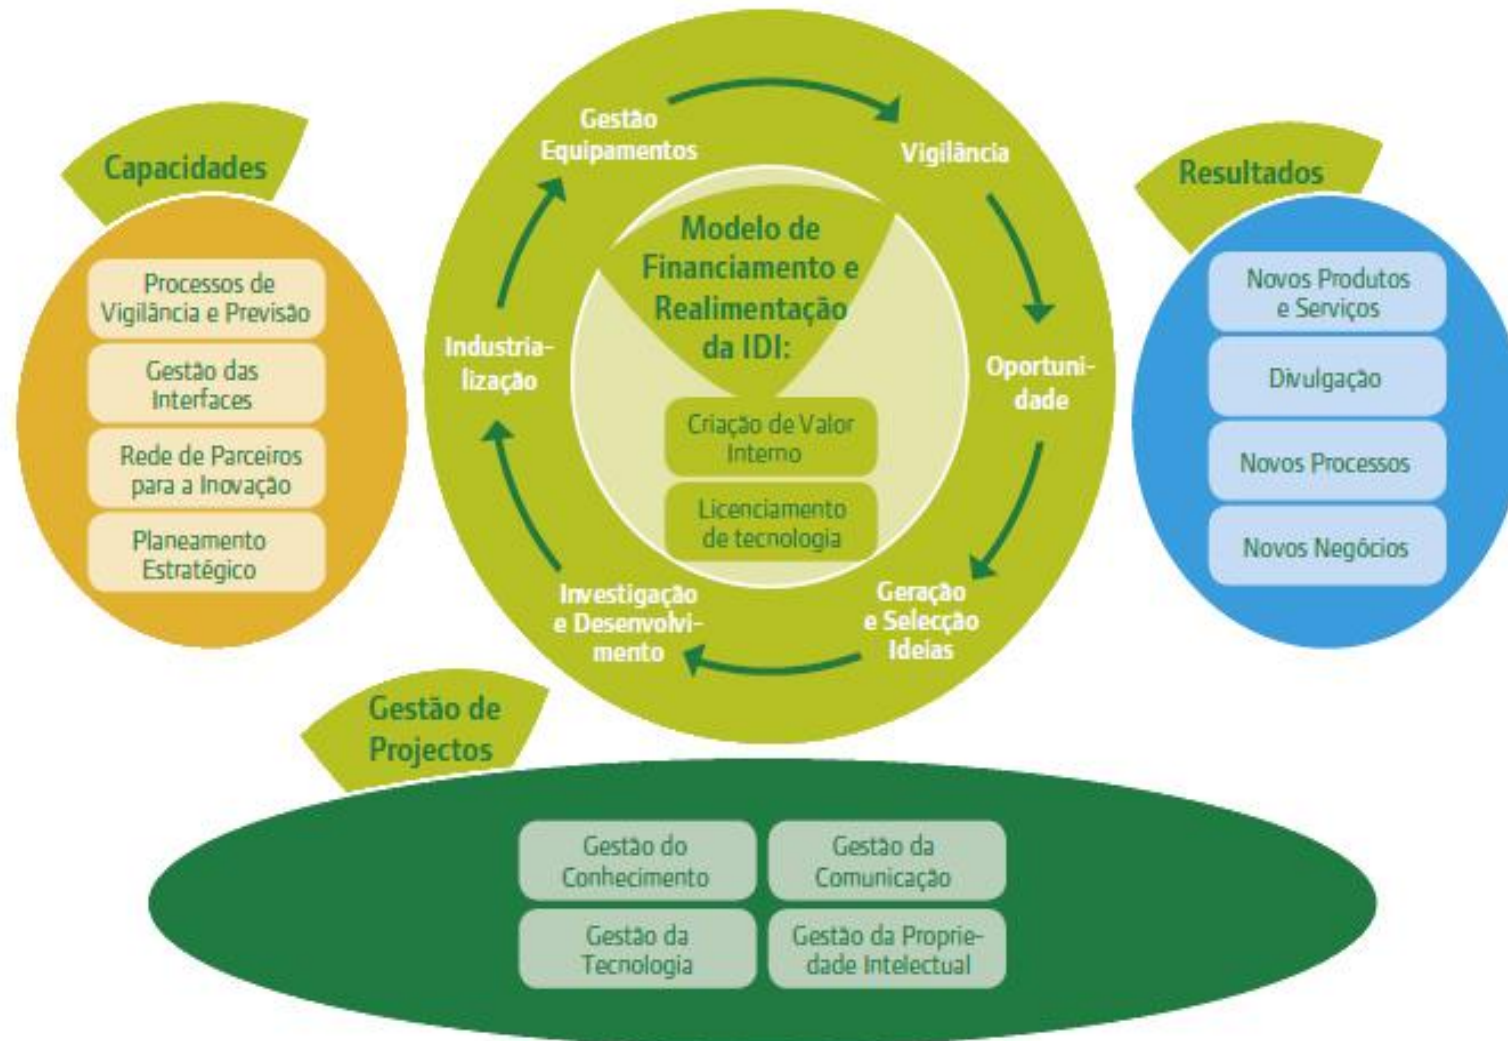 Capacidades
Processos de
Vigilância e Previsão
Gestão das
Interfaces
Rede de Parceiros
para a Inovação
Planeamento
Estratégico
Gestão
Equipamentos
Vigilância
Oportuni-
dade
Geração
e Selecção
Ideias
Investigação
e Desenvolvi-
mento
Industria-
lização
Modelo de
Financiamento e
Realimentação
da IDI:
Criação de Valor
Interno
Licenciamento
de tecnologia
Resultados
Novos Produtos
e Serviços
Divulgação
Novos Processos
Novos Negócios
Gestão de
Projectos
Gestão do
Conhecimento
Gestão da
Comunicação
Gestão da
Tecnologia
Gestão da Proprie-
dade Intelectual